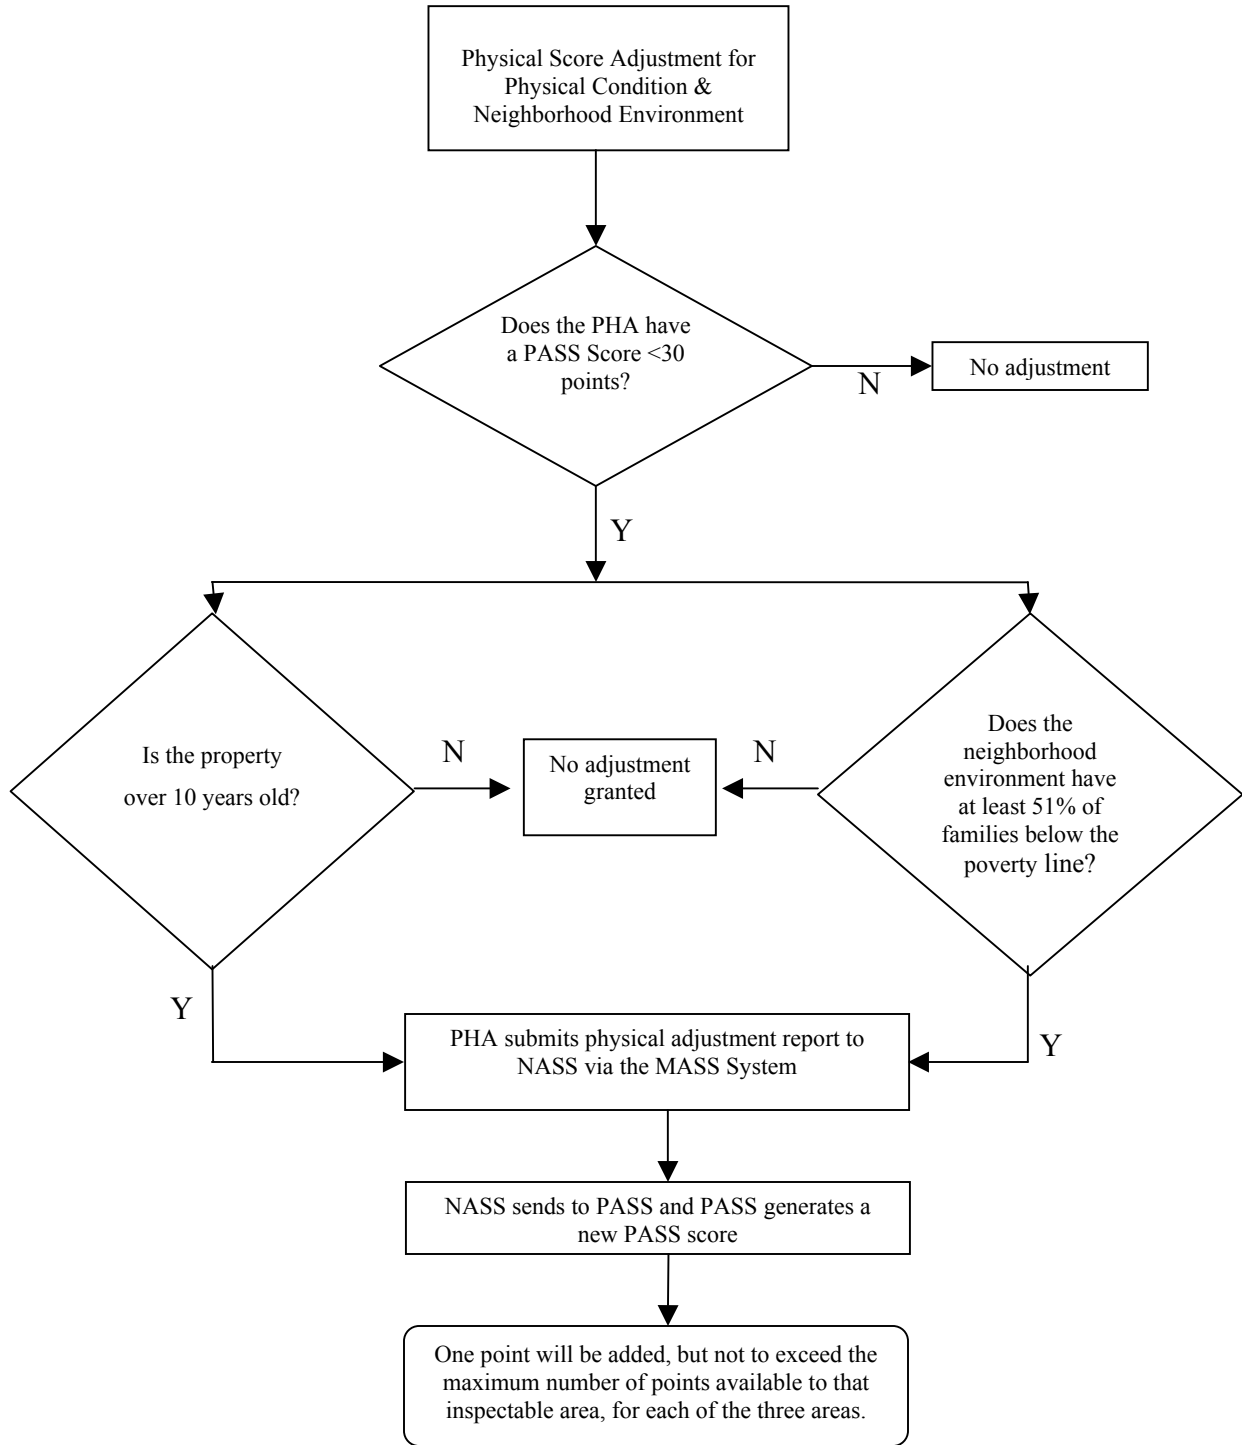 Physical Score Adjustment for
Physical Condition &
Neighborhood Environment
Does the PHA have
a PASS Score <30
points?
N
No adjustment
Y
Is the property
over 10 years old?
N
No adjustment
granted
N
Does the
neighborhood
environment have
at least 51% of
families below the
poverty line?
Y
Y
PHA submits physical adjustment report to
NASS via the MASS System
NASS sends to PASS and PASS generates a
new PASS score
One point will be added, but not to exceed the
maximum number of points available to that
inspectable area, for each of the three areas.